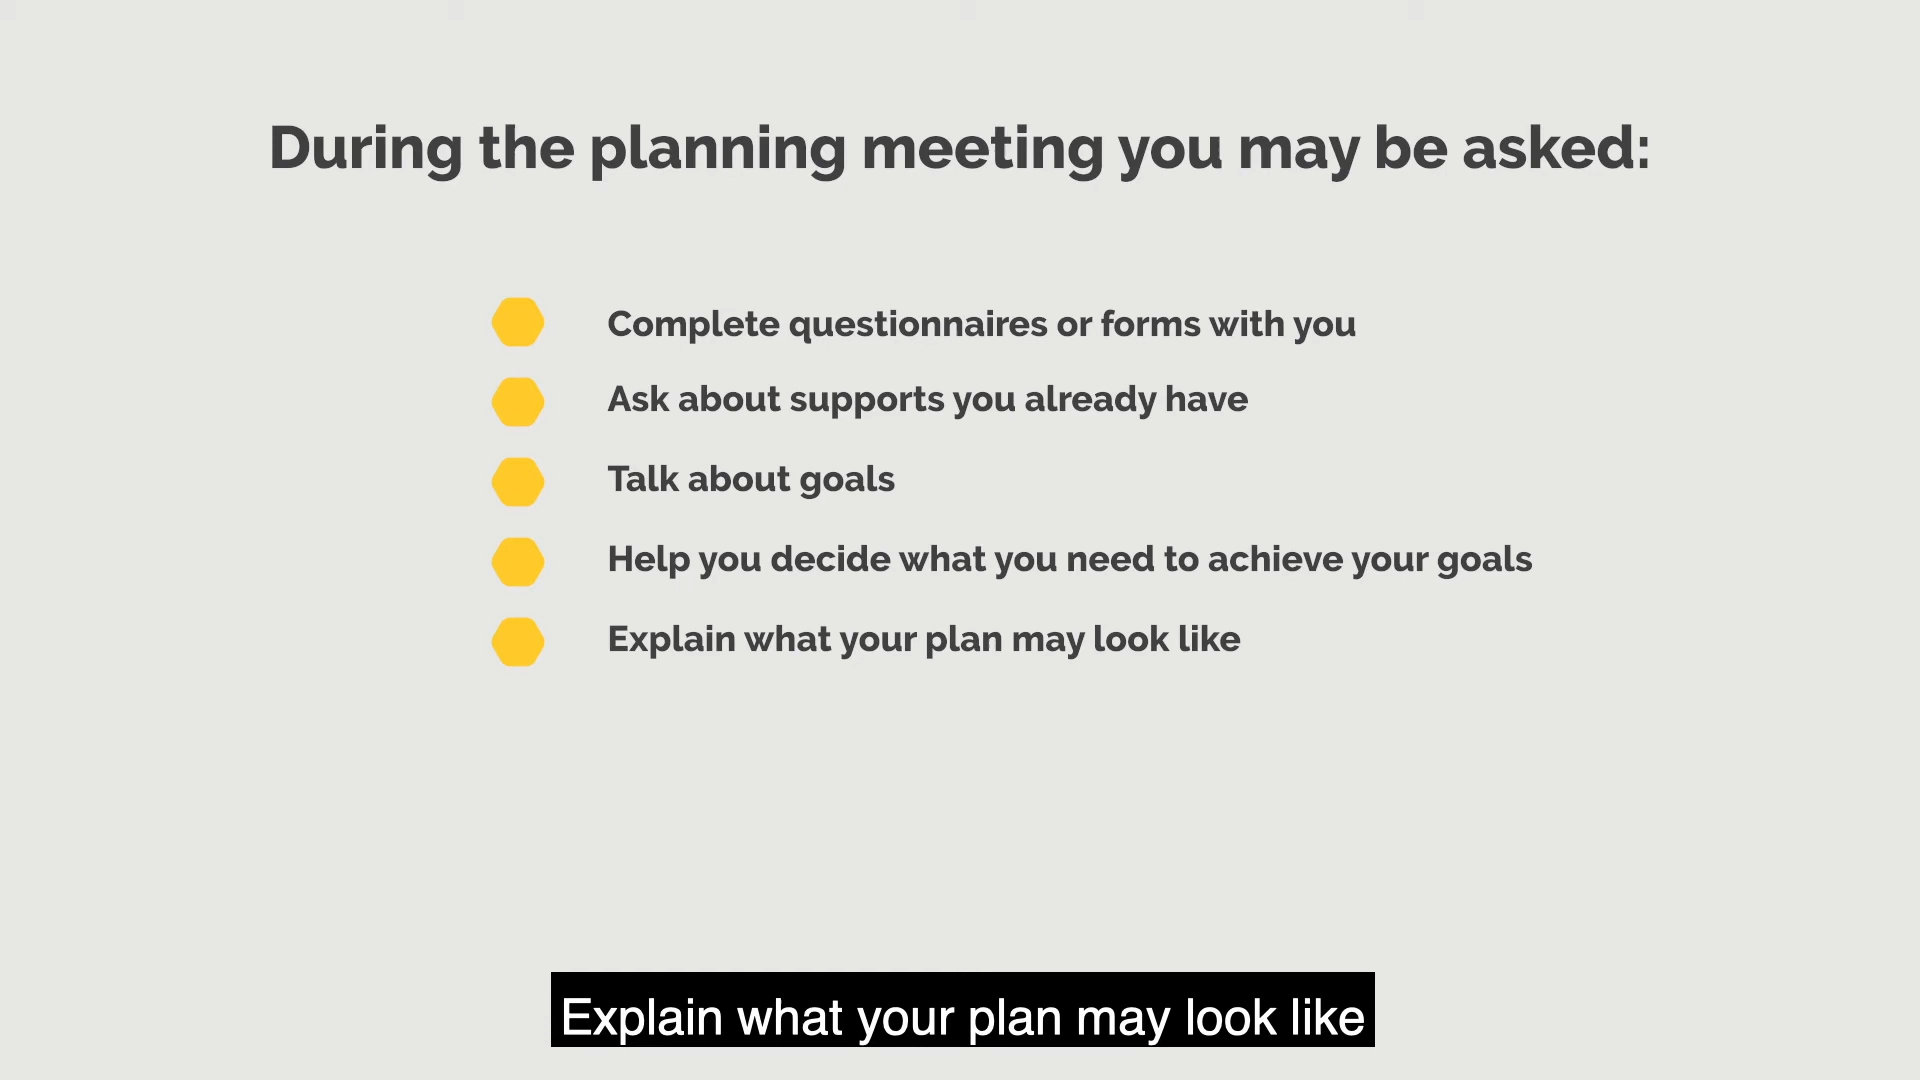 During the planning meeting you may be asked:
Complete questionnaires or forms with you
Ask about supports you already have
Talk about goals
Help you decide what you need to achieve your goals
Explain what your plan may look like
Explain what your plan may look like